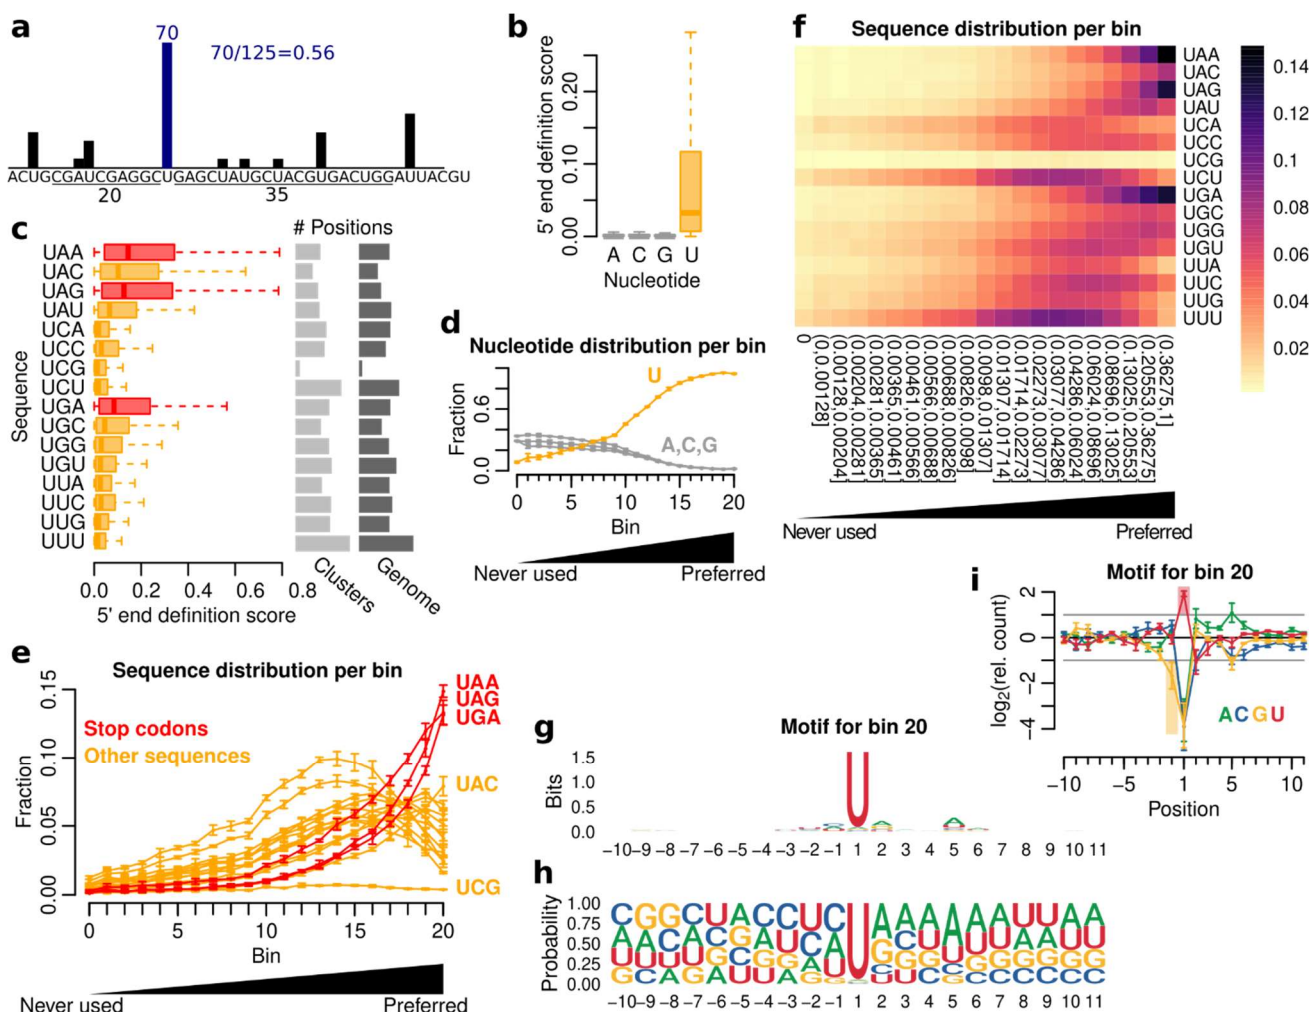 a
70
70/125=0.56
ACUGCGAUCGAGGCUGAGCUAUGCUACGUGACUGGAUUACGU
20
35
b
5' end definition score
0.00
0.10
0.20
A C G U
Nucleotide
c
# Positions
Sequence
UAA
UAC
UAG
UAU
UCA
UCC
UCG
UCU
UGA
UGC
UGG
UGU
UUA
UUC
UUG
UUU
0.0 0.2 0.4 0.6 0.8
5' end definition score
Clusters
Genome
d
Nucleotide distribution per bin
Fraction
0.0
0.6
U
A,C,G
0 5 10 15 20
Bin
Never used
Preferred
e
Sequence distribution per bin
Fraction
0.15
0.10
0.05
0.00
Stop codons
Other sequences
UAA
UAG
UGA
UAC
UCG
0 5 10 15 20
Bin
Never used
Preferred
f
Sequence distribution per bin
UAA
UAC
UAG
UAU
UCA
UCC
UCG
UCU
UGA
UGC
UGG
UGU
UUA
UUC
UUG
UUU
0.14
0.12
0.1
0.08
0.06
0.04
0.02
0
(0,0.00128]
(0.00128,0.00204]
(0.00204,0.00281]
(0.00281,0.00365]
(0.00365,0.00461]
(0.00461,0.00566]
(0.00566,0.00688]
(0.00688,0.00826]
(0.00826,0.0098]
(0.0098,0.01307]
(0.01307,0.01714]
(0.01714,0.02273]
(0.02273,0.03077]
(0.03077,0.04286]
(0.04286,0.06024]
(0.06024,0.08696]
(0.08696,0.13025]
(0.13025,0.20553]
(0.20553,0.36275]
(0.36275,1]
Never used
Preferred
g
Motif for bin 20
Bits
1.5
1.0
0.5
0.0
U
-10 -9 -8 -7 -6 -5 -4 -3 -2 -1 1 2 3 4 5 6 7 8 9 10 11
h
Probability
1.00
0.75
0.50
0.25
0.00
CGGCUACCUCUAAAAAAUUAA
-10 -9 -8 -7 -6 -5 -4 -3 -2 -1 1 2 3 4 5 6 7 8 9 10 11
i
Motif for bin 20
log2(rel. count)
2
0
-2
-4
A C G U
-10 -5 1 5 10
Position